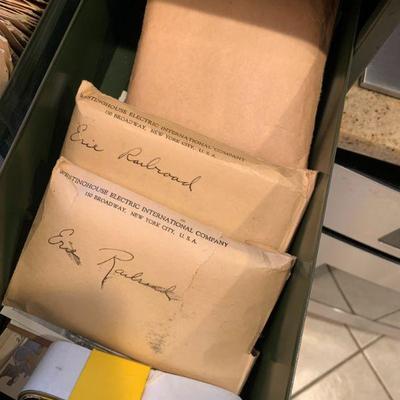 WESTINGHOUSE ELECTRIC INTERNATIONAL COMPANY
150 BROADWAY, NEW YORK CITY, U.S.A.
Erie Railroad
WESTINGHOUSE ELECTRIC INTERNATIONAL COMPANY
150 BROADWAY, NEW YORK CITY, U.S.A.
Erie Railroad